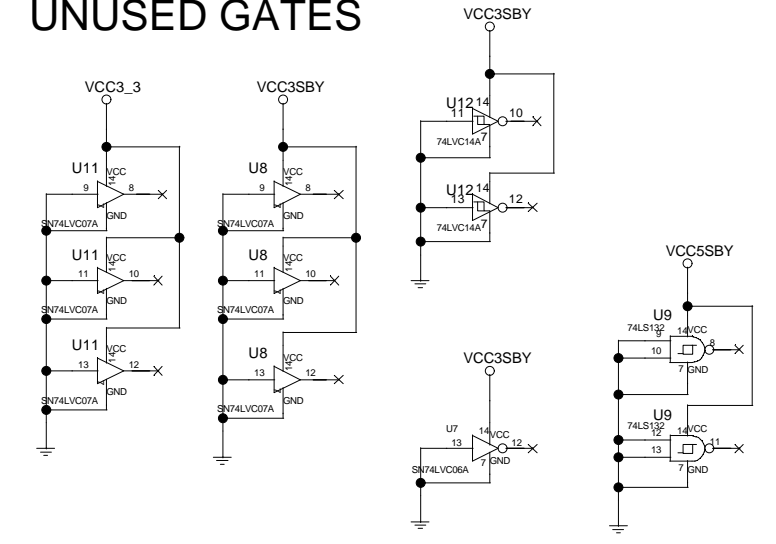 UNUSED GATES
VCC3_3
U11
VCC
14
9
8
GND
SN74LVC07A
U11
VCC
14
11
10
GND
SN74LVC07A
U11
VCC
14
13
12
GND
SN74LVC07A
VCC3SBY
U8
VCC
14
9
8
GND
SN74LVC07A
U8
VCC
14
11
10
GND
SN74LVC07A
U8
VCC
14
13
12
GND
SN74LVC07A
VCC3SBY
U12
14
11
10
74LVC14A
7
U12
14
13
12
74LVC14A
7
VCC3SBY
U7
14
VCC
13
12
7
GND
SN74LVC06A
VCC5SBY
U9
74LS132
14
VCC
9
10
8
7
GND
U9
74LS132
14
VCC
12
13
11
7
GND